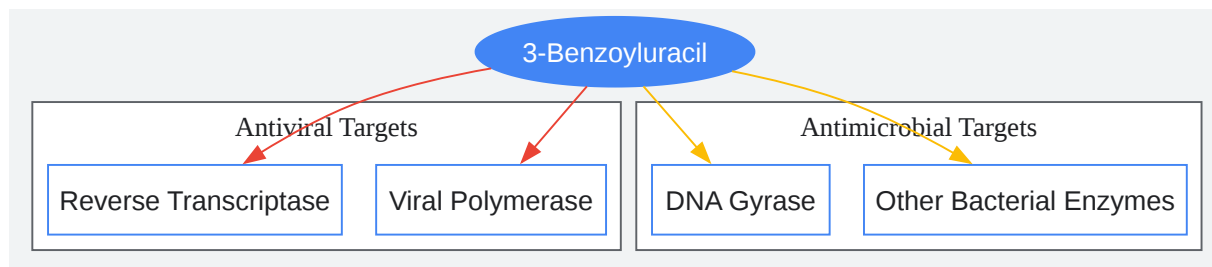 3-Benzoyluracil
Antiviral Targets
Antimicrobial Targets
Reverse Transcriptase
Viral Polymerase
DNA Gyrase
Other Bacterial Enzymes